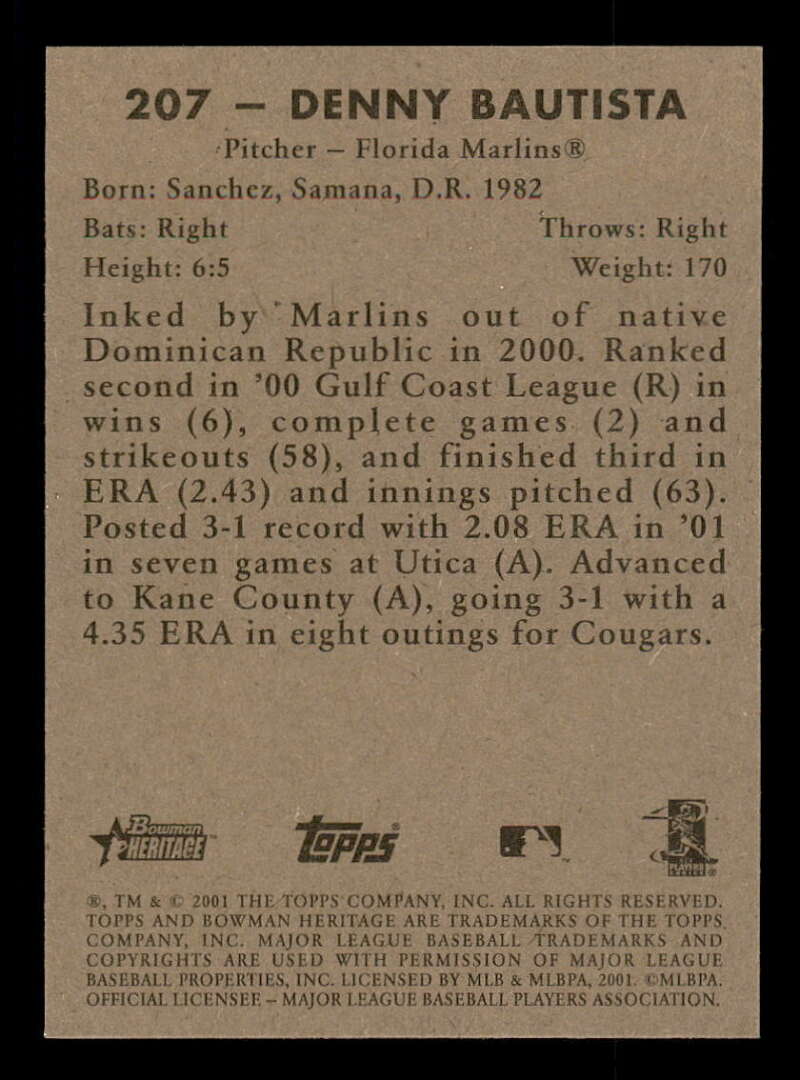 207 – DENNY BAUTISTA
Pitcher – Florida Marlins®
Born: Sanchez, Samana, D.R. 1982
Bats: Right Throws: Right
Height: 6:5 Weight: 170
Inked by Marlins out of native
Dominican Republic in 2000. Ranked
second in ’00 Gulf Coast League (R) in
wins (6), complete games (2) and
strikeouts (58), and finished third in
ERA (2.43) and innings pitched (63).
Posted 3-1 record with 2.08 ERA in ’01
in seven games at Utica (A). Advanced
to Kane County (A), going 3-1 with a
4.35 ERA in eight outings for Cougars.
Bowman HERITAGE™ Topps® ™ PLAYERS ®
®, TM & © 2001 THE TOPPS COMPANY, INC. ALL RIGHTS RESERVED.
TOPPS AND BOWMAN HERITAGE ARE TRADEMARKS OF THE TOPPS
COMPANY, INC. MAJOR LEAGUE BASEBALL TRADEMARKS AND
COPYRIGHTS ARE USED WITH PERMISSION OF MAJOR LEAGUE
BASEBALL PROPERTIES, INC. LICENSED BY MLB & MLBPA, 2001. ©MLBPA.
OFFICIAL LICENSEE – MAJOR LEAGUE BASEBALL PLAYERS ASSOCIATION.